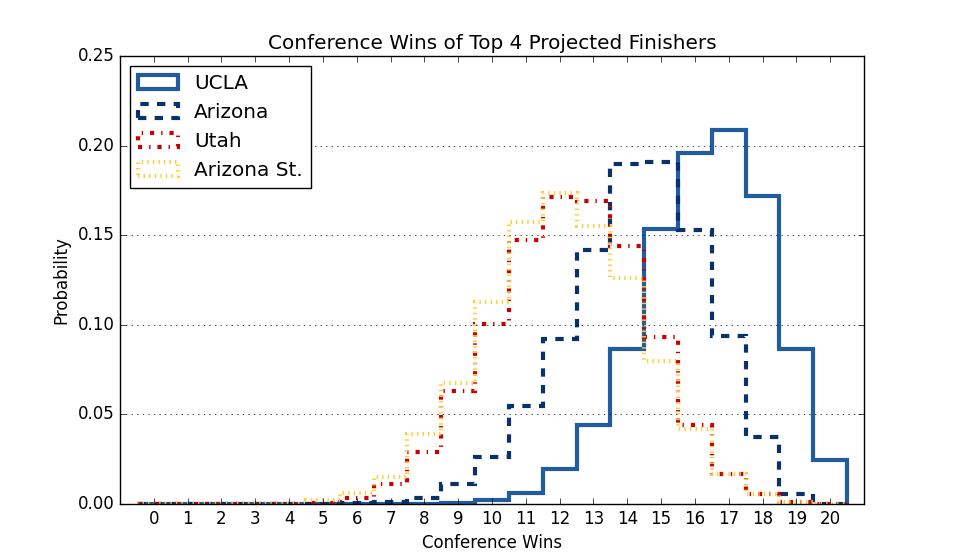 Conference Wins of Top 4 Projected Finishers
0.25
0.20
0.15
0.10
0.05
0.00
Probability
UCLA
Arizona
Utah
Arizona St.
0 1 2 3 4 5 6 7 8 9 10 11 12 13 14 15 16 17 18 19 20
Conference Wins